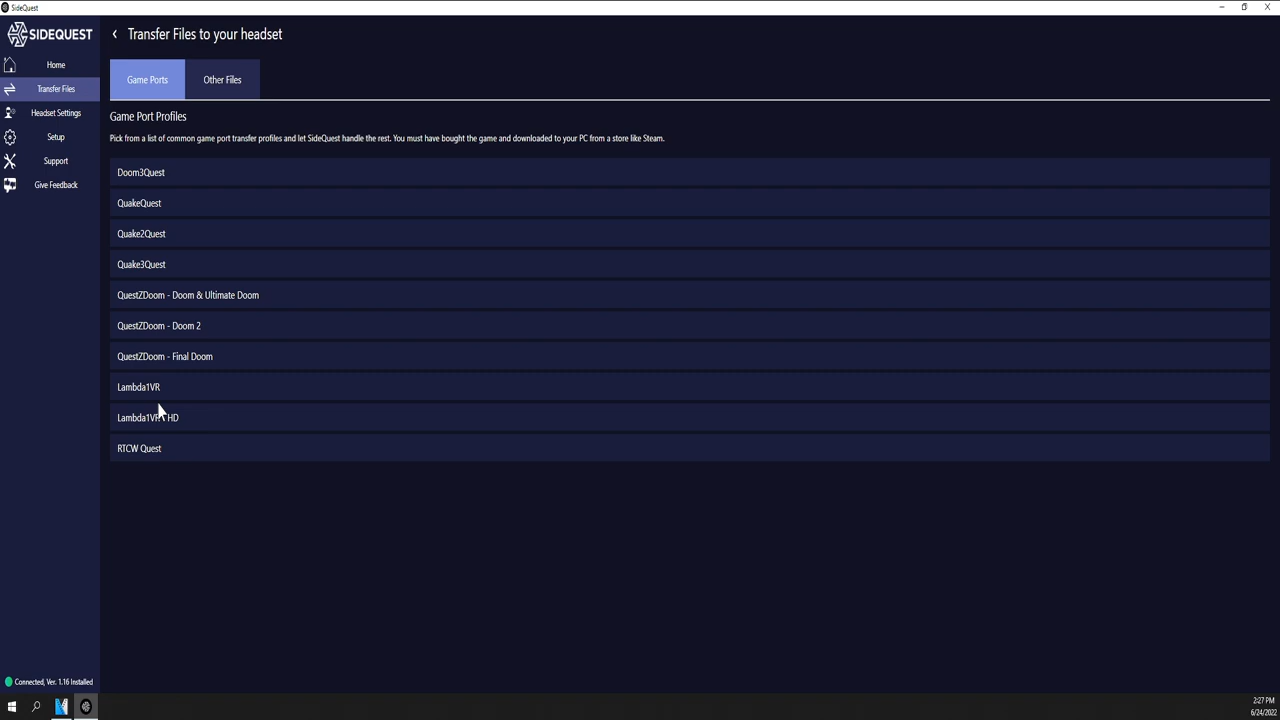 SideQuest
SIDEQUEST
Home
Transfer Files
Headset Settings
Setup
Support
Give Feedback
Connected, Ver. 1.16 Installed
Transfer Files to your headset
Game Ports
Other Files
Game Port Profiles
Pick from a list of common game port transfer profiles and let SideQuest handle the rest. You must have bought the game and downloaded to your PC from a store like Steam.
Doom3Quest
QuakeQuest
Quake2Quest
Quake3Quest
QuestZDoom - Doom & Ultimate Doom
QuestZDoom - Doom 2
QuestZDoom - Final Doom
Lambda1VR
Lambda1VR HD
RTCW Quest
2:27 PM
6/24/2022